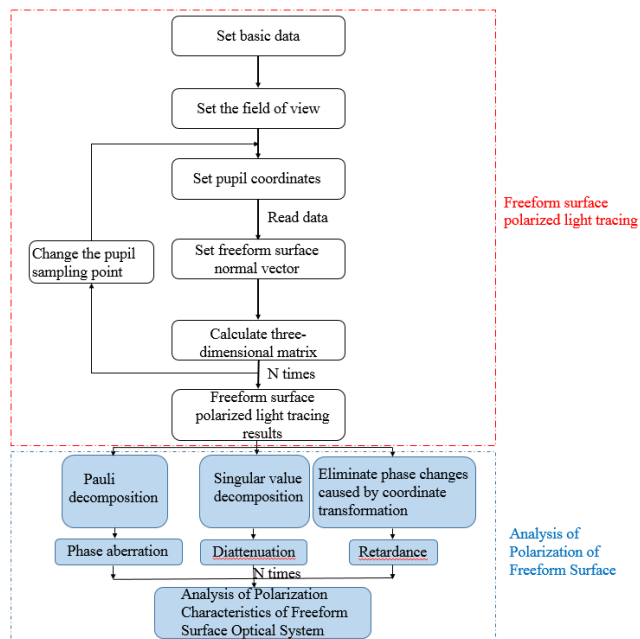 Set basic data
Set the field of view
Set pupil coordinates
Read data
Freeform surface
polarized light tracing
Change the pupil
sampling point
Set freeform surface
normal vector
Calculate three-
dimensional matrix
N times
Freeform surface
polarized light tracing
results
Pauli
decomposition
Singular value
decomposition
Eliminate phase changes
caused by coordinate
transformation
Analysis of
Polarization of
Freeform Surface
Phase aberration
Diattenuation
Retardance
N times
Analysis of Polarization
Characteristics of Freeform
Surface Optical System